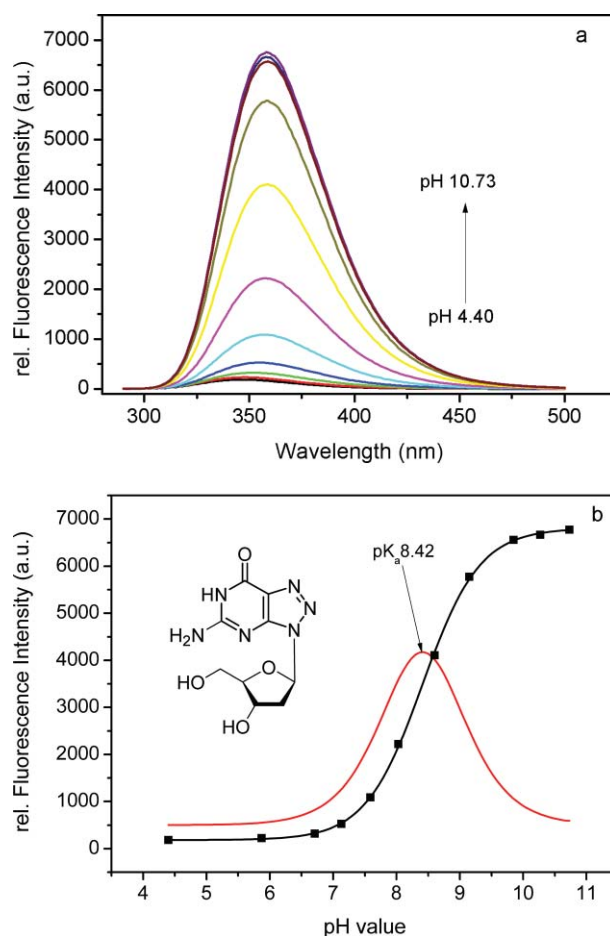 a
7000
6000
5000
4000
3000
2000
1000
0
rel. Fluorescence Intensity (a.u.)
pH 10.73
pH 4.40
300 350 400 450 500
Wavelength (nm)
b
7000
6000
5000
4000
3000
2000
1000
0
rel. Fluorescence Intensity (a.u.)
pKa 8.42
O
HN N
N
H2N N N
HO O
HO
4 5 6 7 8 9 10 11
pH value